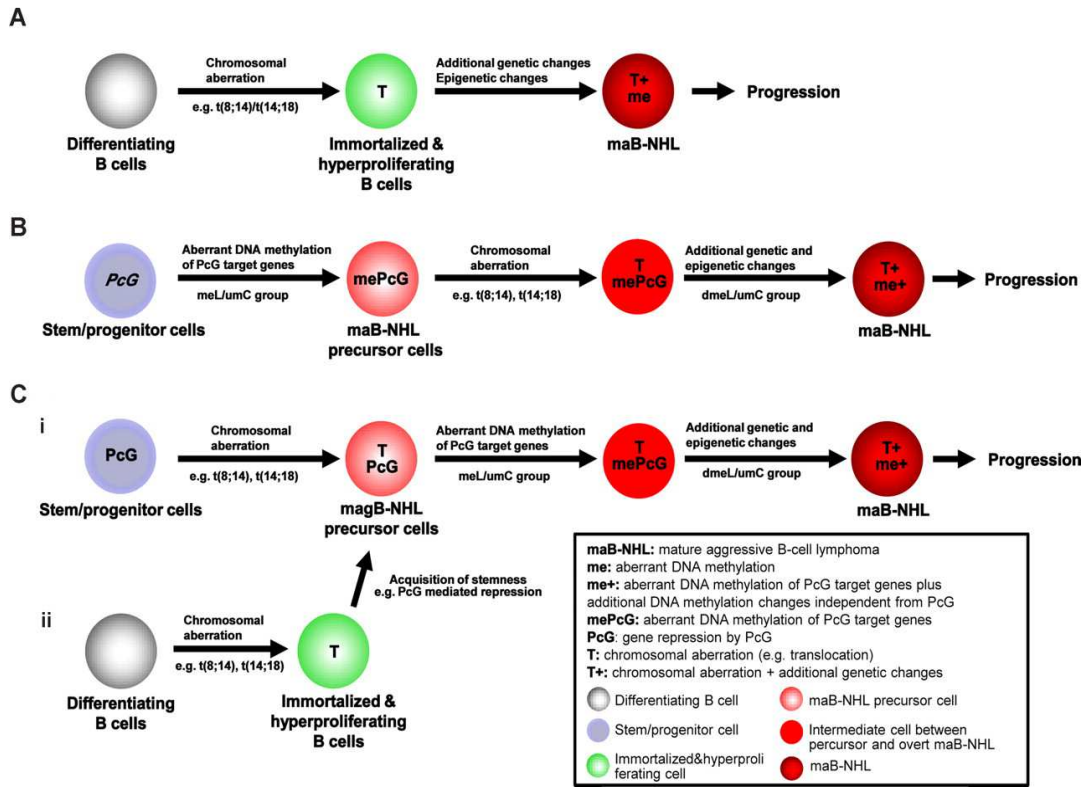 A
Chromosomal
aberration
e.g. t(8;14)/t(14;18)
Differentiating
B cells
T
Immortalized &
hyperproliferating
B cells
Additional genetic changes
Epigenetic changes
T+
me
maB-NHL
Progression
B
PcG
Stem/progenitor cells
Aberrant DNA methylation
of PcG target genes
meL/umC group
mePcG
maB-NHL
precursor cells
Chromosomal
aberration
e.g. t(8;14), t(14;18)
T
mePcG
Additional genetic and
epigenetic changes
dmeL/umC group
T+
me+
maB-NHL
Progression
C
i
PcG
Stem/progenitor cells
Chromosomal
aberration
e.g. t(8;14), t(14;18)
T
PcG
magB-NHL
precursor cells
Aberrant DNA methylation
of PcG target genes
meL/umC group
T
mePcG
Additional genetic and
epigenetic changes
dmeL/umC group
T+
me+
maB-NHL
Progression
Acquisition of stemness
e.g. PcG mediated repression
ii
Differentiating
B cells
Chromosomal
aberration
e.g. t(8;14), t(14;18)
T
Immortalized &
hyperproliferating
B cells
maB-NHL: mature aggressive B-cell lymphoma
me: aberrant DNA methylation
me+: aberrant DNA methylation of PcG target genes plus
additional DNA methylation changes independent from PcG
mePcG: aberrant DNA methylation of PcG target genes
PcG: gene repression by PcG
T: chromosomal aberration (e.g. translocation)
T+: chromosomal aberration + additional genetic changes
Differentiating B cell
Stem/progenitor cell
Immortalized&hyperproli
ferating cell
maB-NHL precursor cell
Intermediate cell between
percursor and overt maB-NHL
maB-NHL